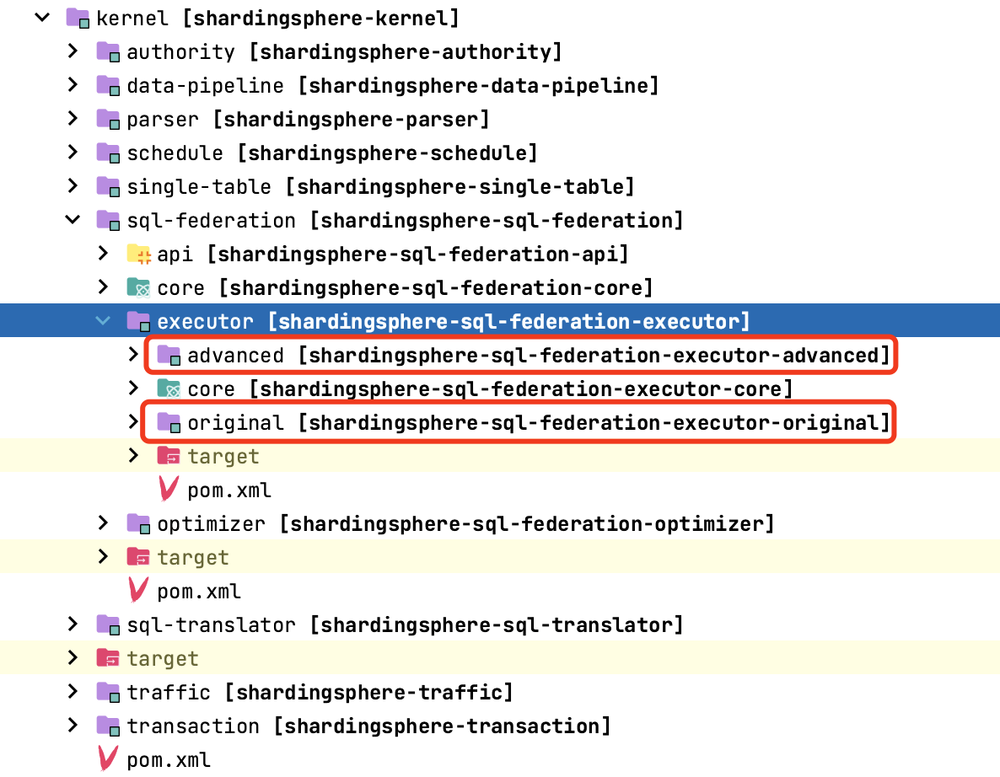 kernel [shardingsphere-kernel]
authority [shardingsphere-authority]
data-pipeline [shardingsphere-data-pipeline]
parser [shardingsphere-parser]
schedule [shardingsphere-schedule]
single-table [shardingsphere-single-table]
sql-federation [shardingsphere-sql-federation]
api [shardingsphere-sql-federation-api]
core [shardingsphere-sql-federation-core]
executor [shardingsphere-sql-federation-executor]
advanced [shardingsphere-sql-federation-executor-advanced]
core [shardingsphere-sql-federation-executor-core]
original [shardingsphere-sql-federation-executor-original]
target
pom.xml
optimizer [shardingsphere-sql-federation-optimizer]
target
pom.xml
sql-translator [shardingsphere-sql-translator]
target
traffic [shardingsphere-traffic]
transaction [shardingsphere-transaction]
pom.xml